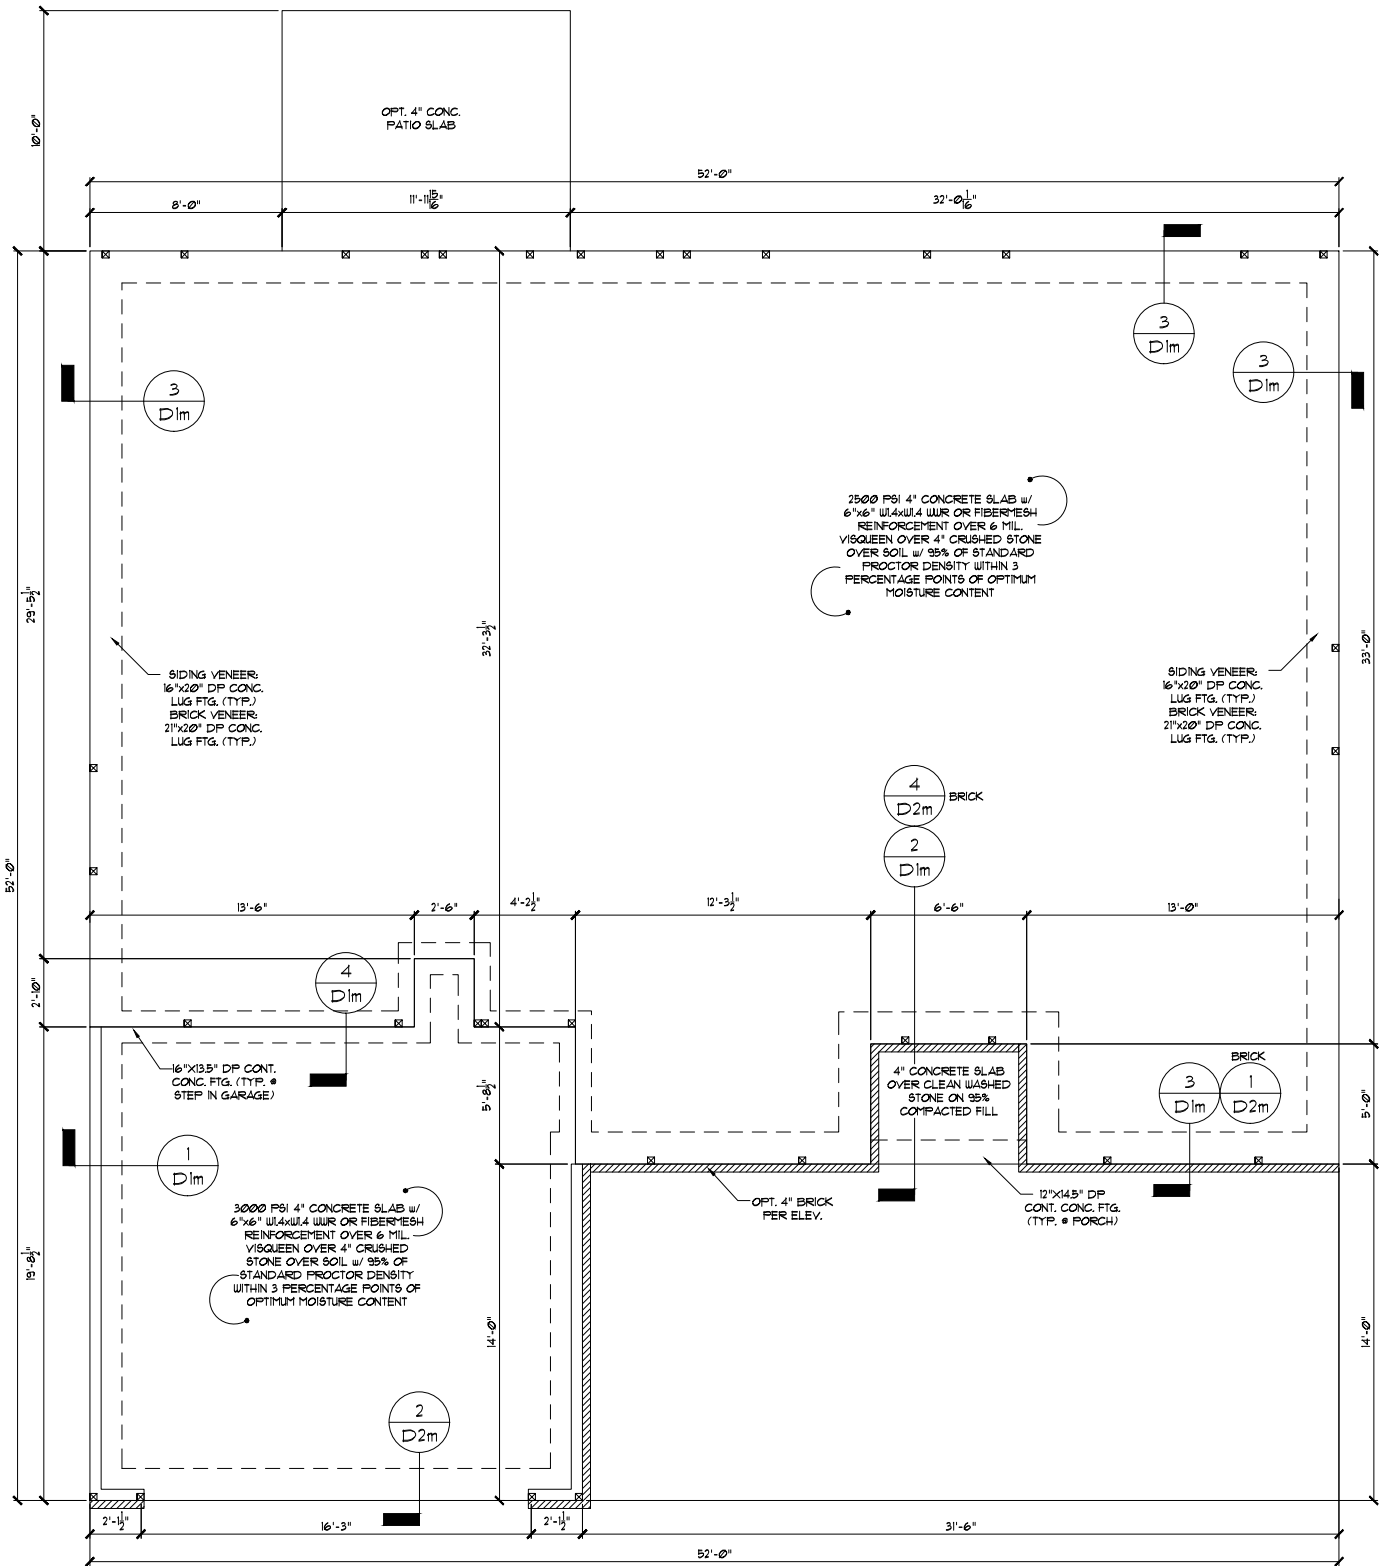 OPT. 4" CONC.
PATIO SLAB
10'-0"
52'-0"
8'-0"
11'-11 15/16"
32'-0 1/16"
3
D1m
3
D1m
3
D1m
2500 PSI 4" CONCRETE SLAB w/
6"x6" W1.4xW1.4 WWR OR FIBERMESH
REINFORCEMENT OVER 6 MIL.
VISQUEEN OVER 4" CRUSHED STONE
OVER SOIL w/ 95% OF STANDARD
PROCTOR DENSITY WITHIN 3
PERCENTAGE POINTS OF OPTIMUM
MOISTURE CONTENT
29'-5 1/2"
32'-3 1/2"
33'-0"
SIDING VENEER:
16"x20" DP CONC.
LUG FTG. (TYP.)
BRICK VENEER:
21"x20" DP CONC.
LUG FTG. (TYP.)
SIDING VENEER:
16"x20" DP CONC.
LUG FTG. (TYP.)
BRICK VENEER:
21"x20" DP CONC.
LUG FTG. (TYP.)
4
D2m
BRICK
2
D1m
52'-0"
13'-6"
2'-6"
4'-2 1/2"
12'-3 1/2"
6'-6"
13'-0"
2'-10"
4
D1m
16"X13.5" DP CONT.
CONC. FTG. (TYP. @
STEP IN GARAGE)
5'-8 1/2"
4" CONCRETE SLAB
OVER CLEAN WASHED
STONE ON 95%
COMPACTED FILL
BRICK
3
D1m
1
D2m
5'-0"
1
D1m
3000 PSI 4" CONCRETE SLAB w/
6"x6" W1.4xW1.4 WWR OR FIBERMESH
REINFORCEMENT OVER 6 MIL.
VISQUEEN OVER 4" CRUSHED
STONE OVER SOIL w/ 95% OF
STANDARD PROCTOR DENSITY
WITHIN 3 PERCENTAGE POINTS OF
OPTIMUM MOISTURE CONTENT
OPT. 4" BRICK
PER ELEV.
12"X14.5" DP
CONT. CONC. FTG.
(TYP. @ PORCH)
19'-8 1/2"
14'-0"
14'-0"
2
D2m
2'-1 1/2"
16'-3"
2'-1 1/2"
31'-6"
52'-0"